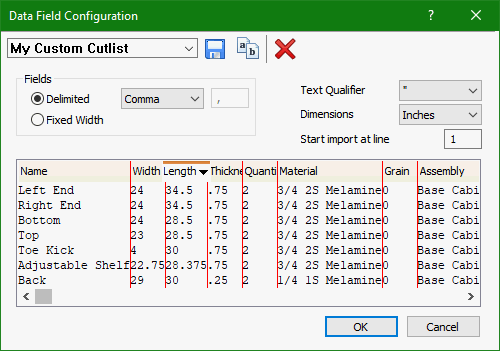 Data Field Configuration
My Custom Cutlist
Fields
Delimited Comma ,
Fixed Width
Text Qualifier "
Dimensions Inches
Start import at line 1
Name Width Length Thickne Quanti Material Grain Assembly
Left End 24 34.5 .75 2 3/4 2S Melamine 0 Base Cabi
Right End 24 34.5 .75 2 3/4 2S Melamine 0 Base Cabi
Bottom 24 28.5 .75 2 3/4 2S Melamine 0 Base Cabi
Top 23 28.5 .75 2 3/4 2S Melamine 0 Base Cabi
Toe Kick 4 30 .75 2 3/4 2S Melamine 0 Base Cabi
Adjustable Shelf 22.75 28.375 .75 2 3/4 2S Melamine 0 Base Cabi
Back 29 30 .25 2 1/4 1S Melamine 0 Base Cabi
OK Cancel